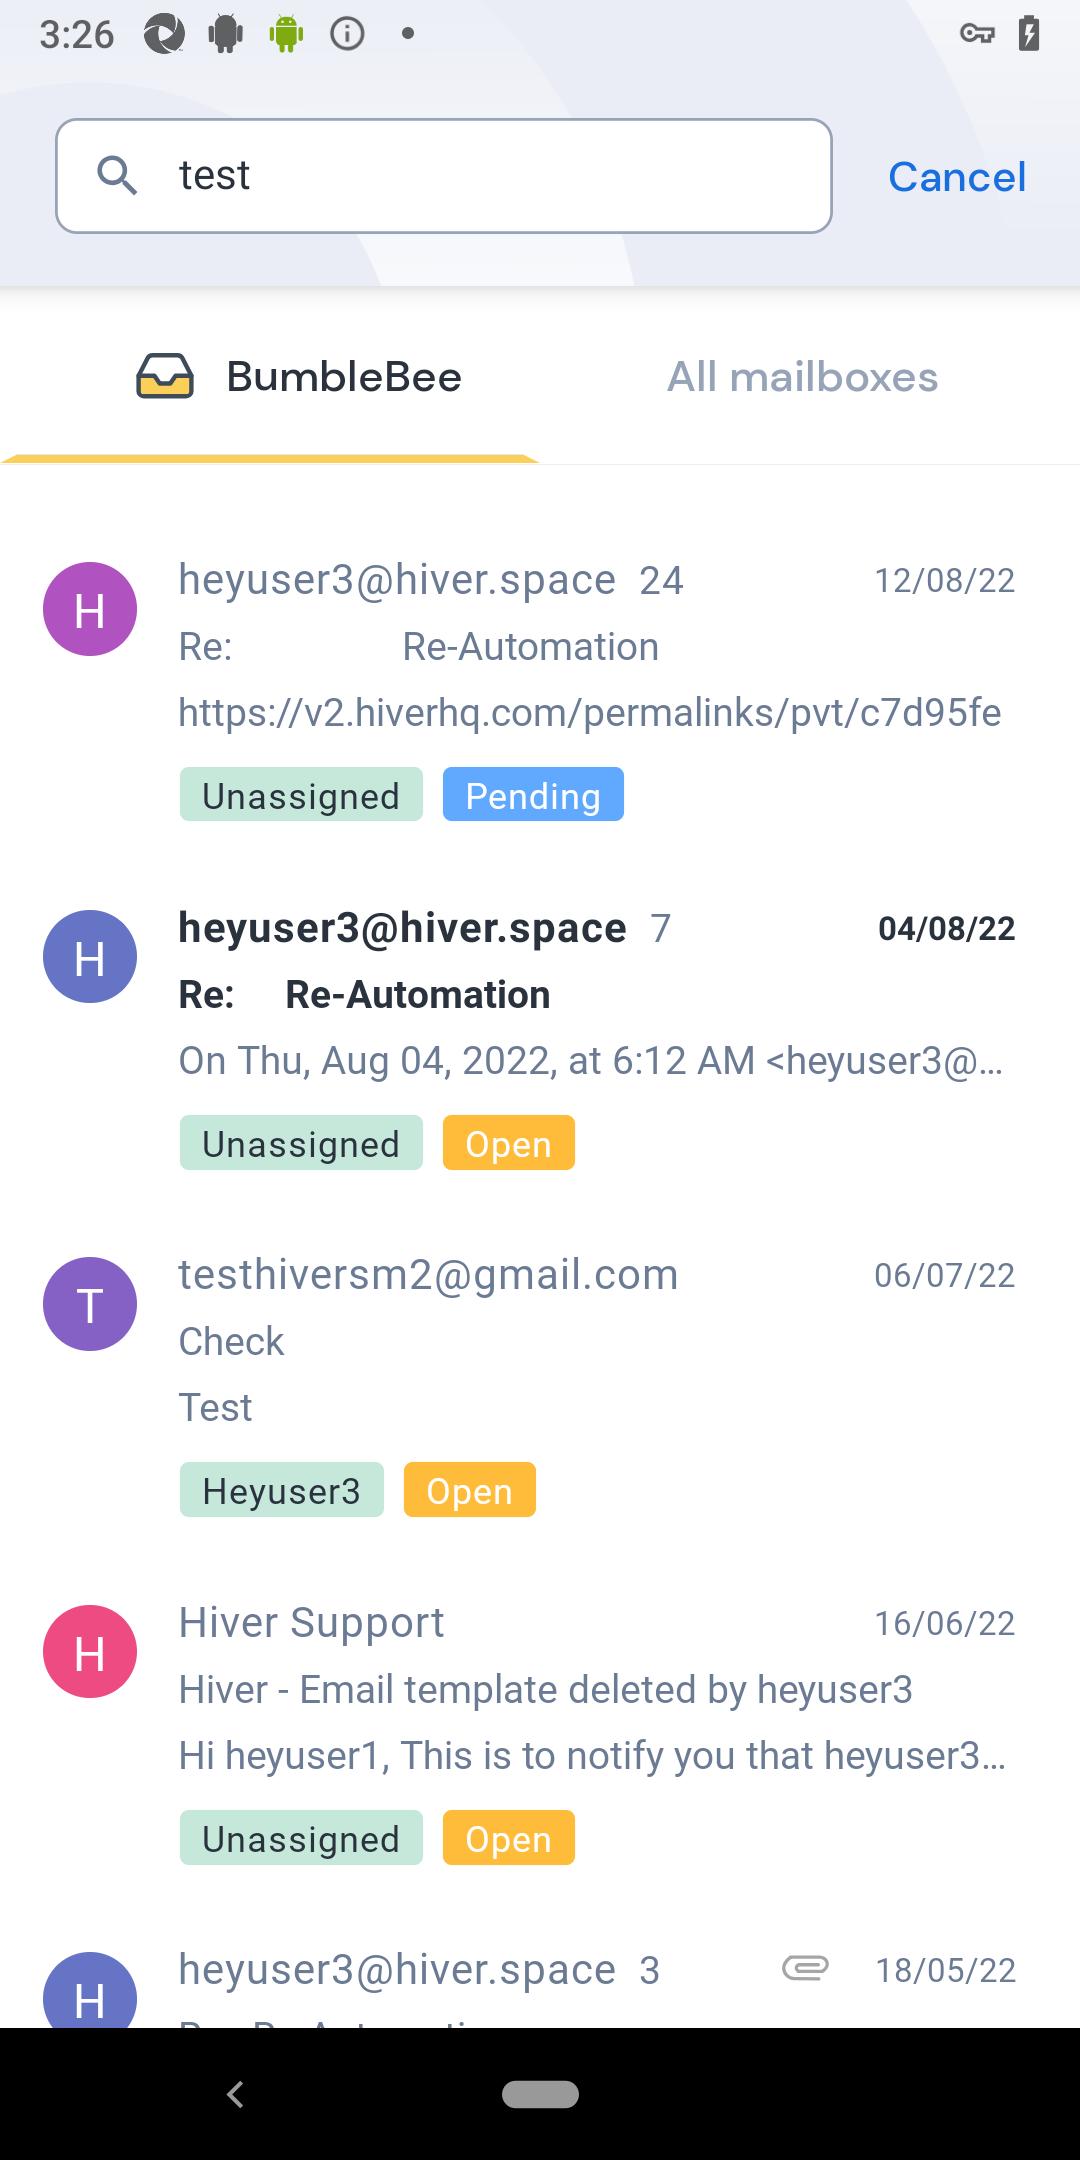 3:26
test
Cancel
BumbleBee
All mailboxes
H
heyuser3@hiver.space 24
12/08/22
Re: Re-Automation
https://v2.hiverhq.com/permalinks/pvt/c7d95fe
Unassigned
Pending
H
heyuser3@hiver.space 7
04/08/22
Re: Re-Automation
On Thu, Aug 04, 2022, at 6:12 AM <heyuser3@...
Unassigned
Open
T
testhiversm2@gmail.com
06/07/22
Check
Test
Heyuser3
Open
H
Hiver Support
16/06/22
Hiver - Email template deleted by heyuser3
Hi heyuser1, This is to notify you that heyuser3...
Unassigned
Open
H
heyuser3@hiver.space 3
18/05/22